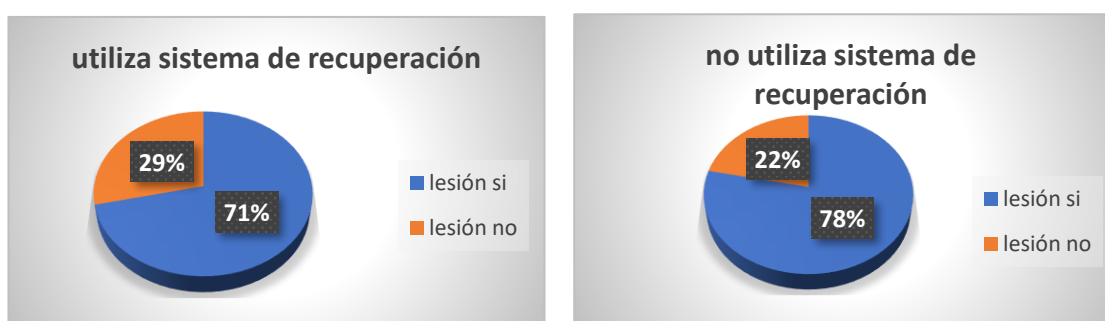 utiliza sistema de recuperación
29%
71%
lesión si
lesión no
no utiliza sistema de
recuperación
22%
78%
lesión si
lesión no